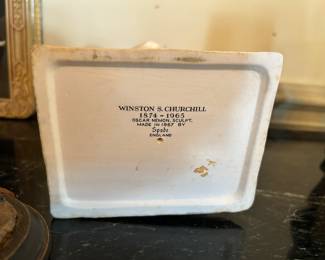 WINSTON S. CHURCHILL
1874 - 1965
OSCAR NEMON, SCULPT.
MADE IN 1967 BY
Spode
ENGLAND